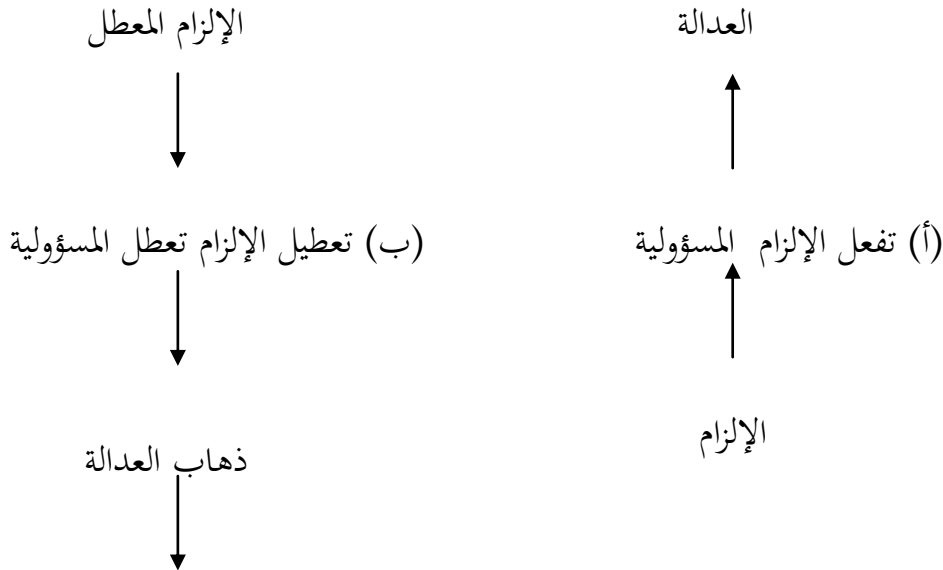 العدالة
الإلزام المعطل
(أ) تفعل الإلزام المسؤولية
(ب) تعطيل الإلزام تعطل المسؤولية
الإلزام
ذهاب العدالة